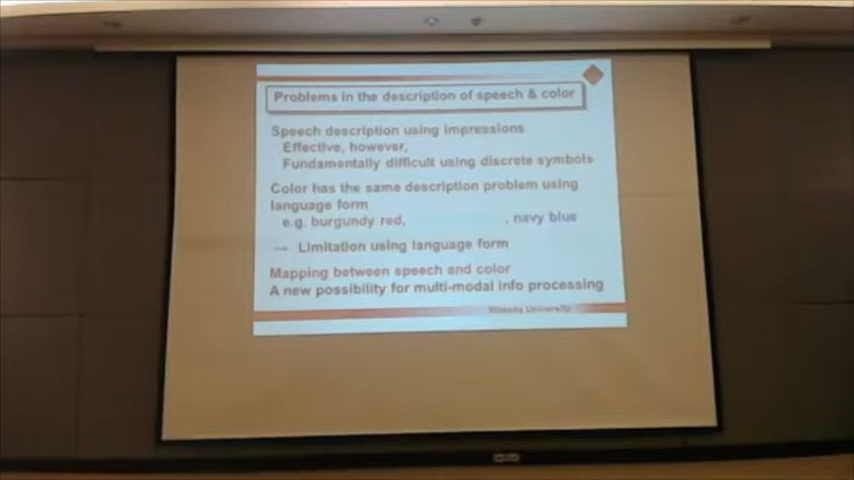 Problems in the description of speech & color
Speech description using impressions
Effective, however,
Fundamentally difficult using discrete symbols
Color has the same description problem using
language form
e.g. burgundy red, , navy blue
→ Limitation using language form
Mapping between speech and color
A new possibility for multi-modal info processing
University